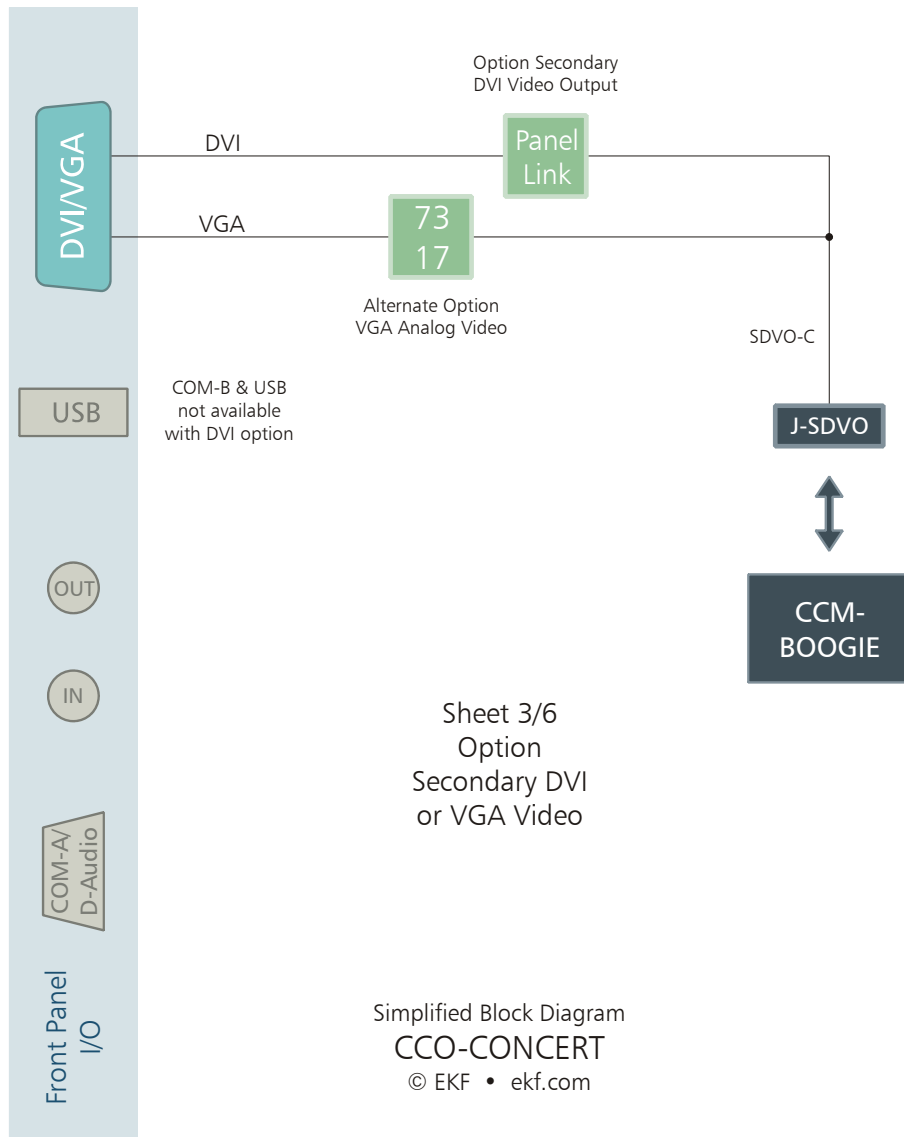 Option Secondary
DVI Video Output
DVI/VGA
DVI
Panel
Link
VGA
73
17
Alternate Option
VGA Analog Video
SDVO-C
USB
COM-B & USB
not available
with DVI option
J-SDVO
OUT
CCM-
BOOGIE
IN
Sheet 3/6
Option
Secondary DVI
or VGA Video
COM-A/
D-Audio
Front Panel
I/O
Simplified Block Diagram
CCO-CONCERT
© EKF • ekf.com